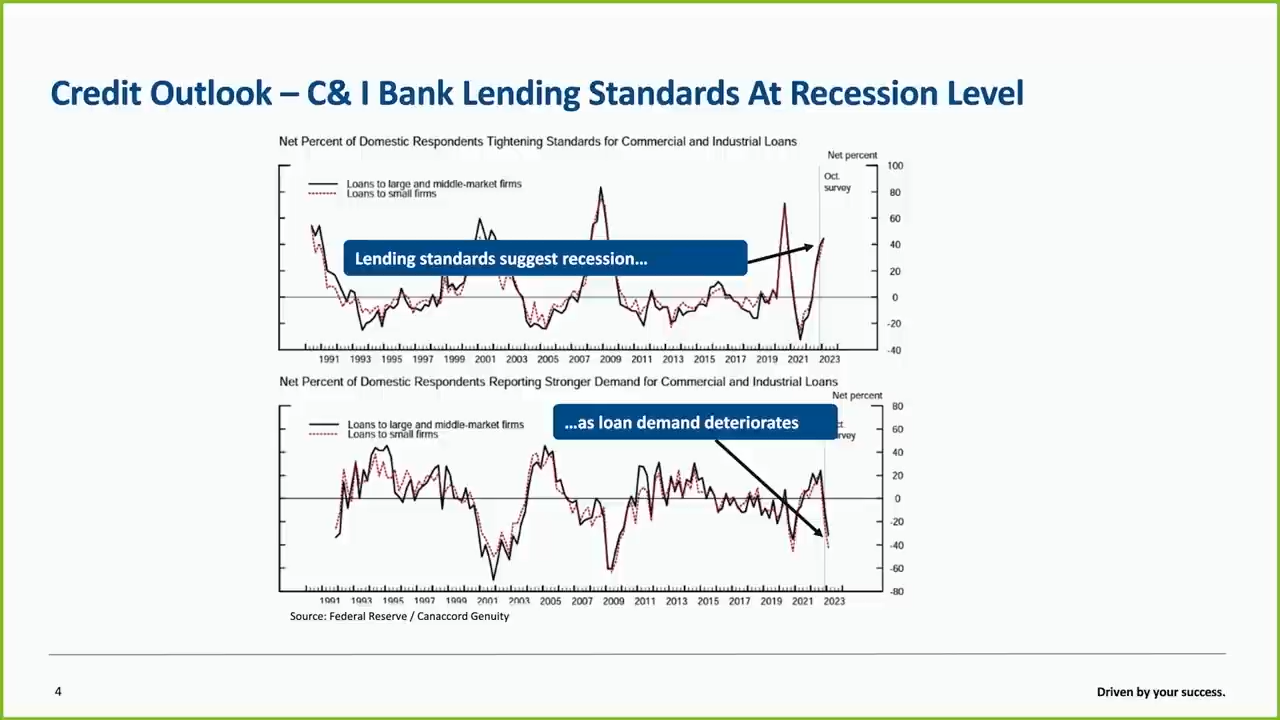 Credit Outlook – C& I Bank Lending Standards At Recession Level
Net Percent of Domestic Respondents Tightening Standards for Commercial and Industrial Loans
Net percent
Loans to large and middle-market firms
Loans to small firms
Oct.
survey
100
80
60
40
20
0
-20
-40
Lending standards suggest recession...
1991 1993 1995 1997 1999 2001 2003 2005 2007 2009 2011 2013 2015 2017 2019 2021 2023
Net Percent of Domestic Respondents Reporting Stronger Demand for Commercial and Industrial Loans
Net percent
Loans to large and middle-market firms
Loans to small firms
...as loan demand deteriorates
80
60
40
20
0
-20
-40
-60
-80
1991 1993 1995 1997 1999 2001 2003 2005 2007 2009 2011 2013 2015 2017 2019 2021 2023
Source: Federal Reserve / Canaccord Genuity
4
Driven by your success.